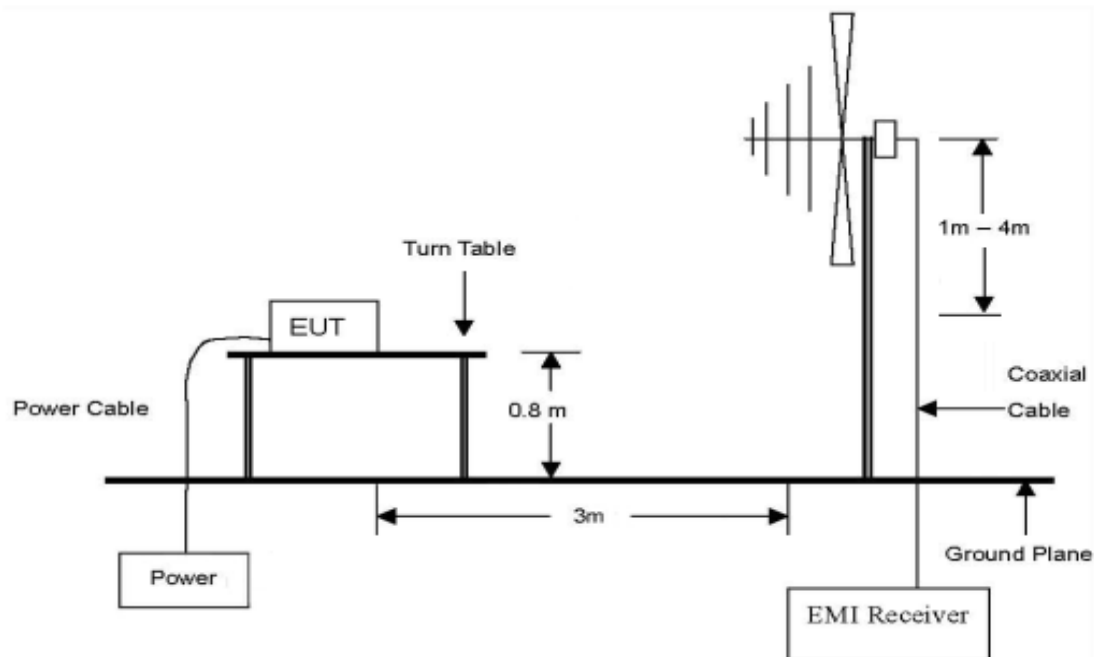 1m – 4m
Turn Table
EUT
Coaxial
Cable
Power Cable
0.8 m
3m
Ground Plane
Power
EMI Receiver